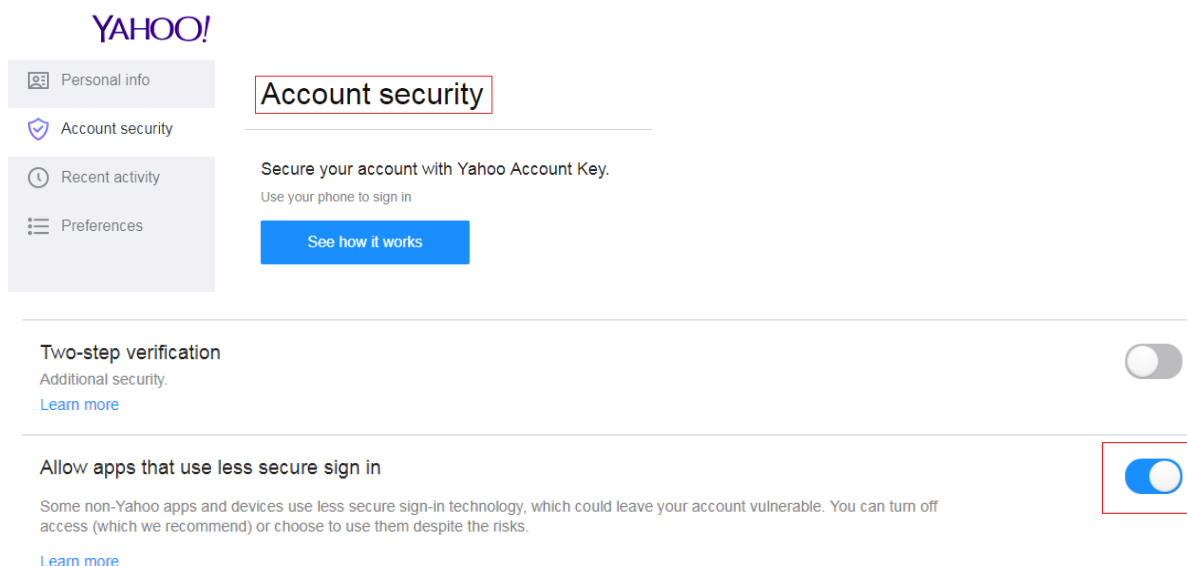 YAHOO!
Personal info
Account security
Recent activity
Preferences
Account security
Secure your account with Yahoo Account Key.
Use your phone to sign in
See how it works
Two-step verification
Additional security.
Learn more
Allow apps that use less secure sign in
Some non-Yahoo apps and devices use less secure sign-in technology, which could leave your account vulnerable. You can turn off
access (which we recommend) or choose to use them despite the risks.
Learn more